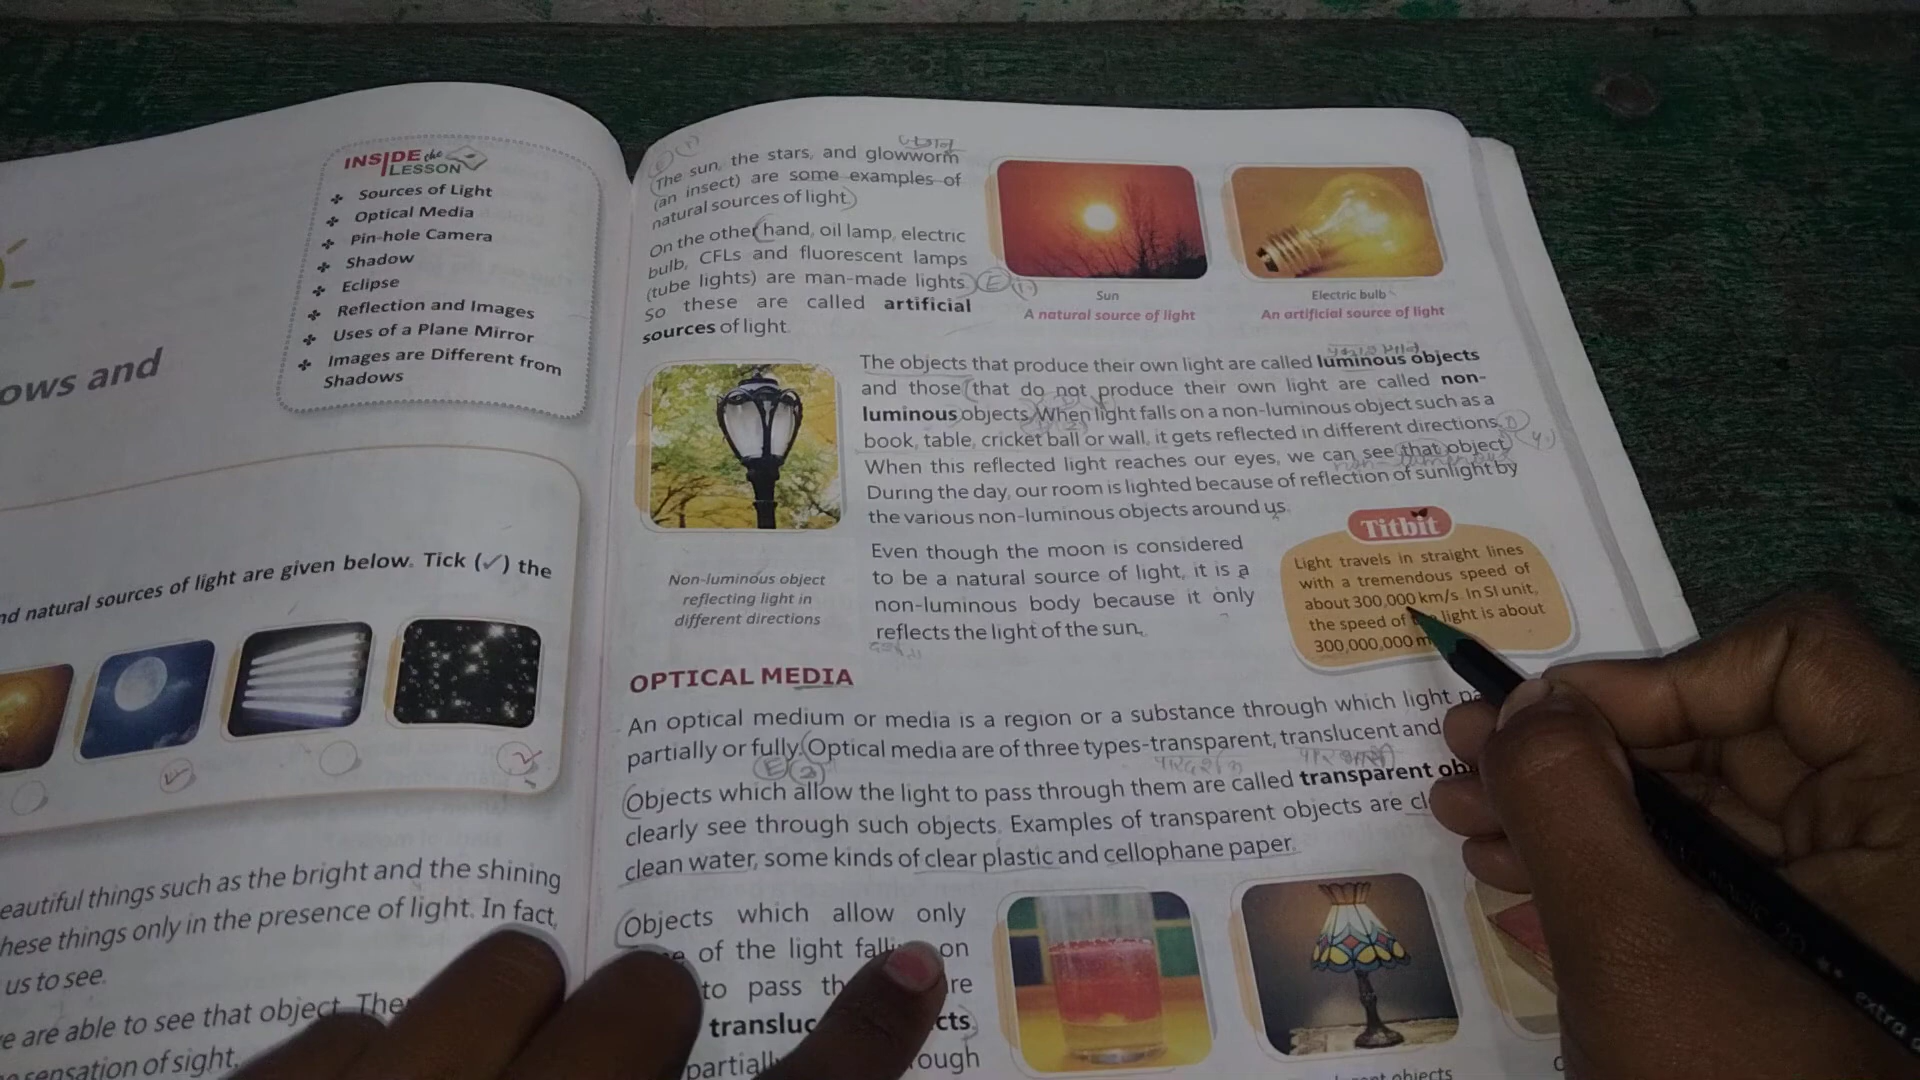 INSIDE the
LESSON
Sources of Light
Optical Media
Pin-hole Camera
Shadow
Eclipse
Reflection and Images
Uses of a Plane Mirror
Images are Different from
Shadows
ows and
nd natural sources of light are given below. Tick (✓) the
eautiful things such as the bright and the shining
hese things only in the presence of light. In fact,
us to see.
e are able to see that object. The
sensation of sight.
The sun, the stars, and glowworm
(an insect) are some examples of
natural sources of light.
On the other hand, oil lamp, electric
bulb, CFLs and fluorescent lamps
(tube lights) are man-made lights.
So these are called artificial
sources of light.
Sun
A natural source of light
Electric bulb
An artificial source of light
The objects that produce their own light are called luminous objects
and those that do not produce their own light are called non-
luminous objects. When light falls on a non-luminous object such as a
book, table, cricket ball or wall, it gets reflected in different directions.
When this reflected light reaches our eyes, we can see that object.
During the day, our room is lighted because of reflection of sunlight by
the various non-luminous objects around us.
Non-luminous object
reflecting light in
different directions
Even though the moon is considered
to be a natural source of light, it is a
non-luminous body because it only
reflects the light of the sun.
Titbit
Light travels in straight lines
with a tremendous speed of
about 300,000 km/s. In SI unit,
the speed of light is about
300,000,000 m
OPTICAL MEDIA
An optical medium or media is a region or a substance through which light
partially or fully. Optical media are of three types-transparent, translucent and
Objects which allow the light to pass through them are called transparent
clearly see through such objects. Examples of transparent objects are
clean water, some kinds of clear plastic and cellophane paper.
Objects which allow only
of the light on
to pass
partially
extra